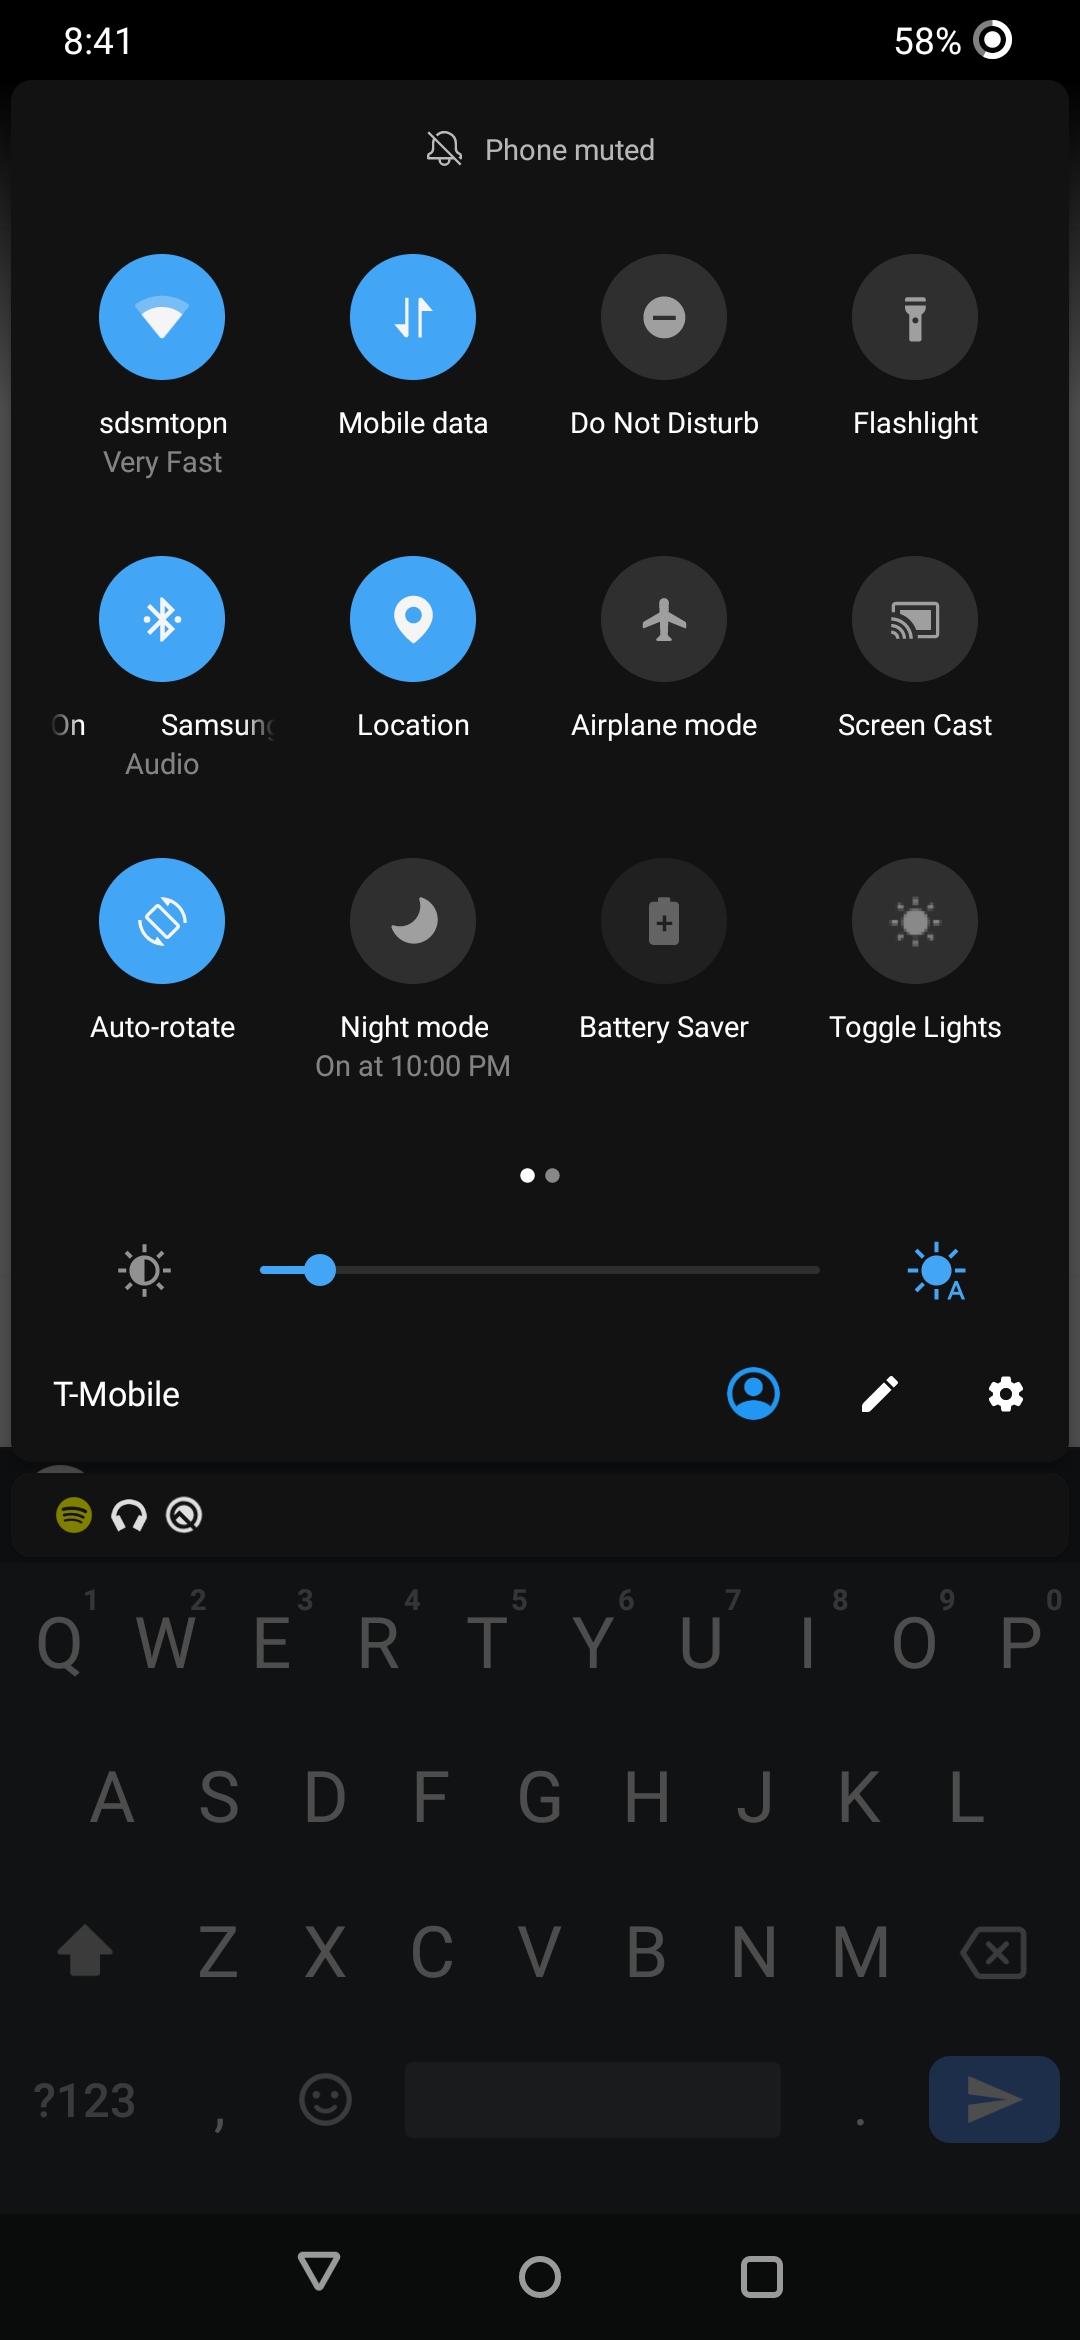 8:41 58%
Phone muted
sdsmtopn Mobile data Do Not Disturb Flashlight
Very Fast
On Samsung Location Airplane mode Screen Cast
Audio
Auto-rotate Night mode Battery Saver Toggle Lights
On at 10:00 PM
A
T-Mobile
1 2 3 4 5 6 7 8 9 0
Q W E R T Y U I O P
A S D F G H J K L
Z X C V B N M
?123 , .